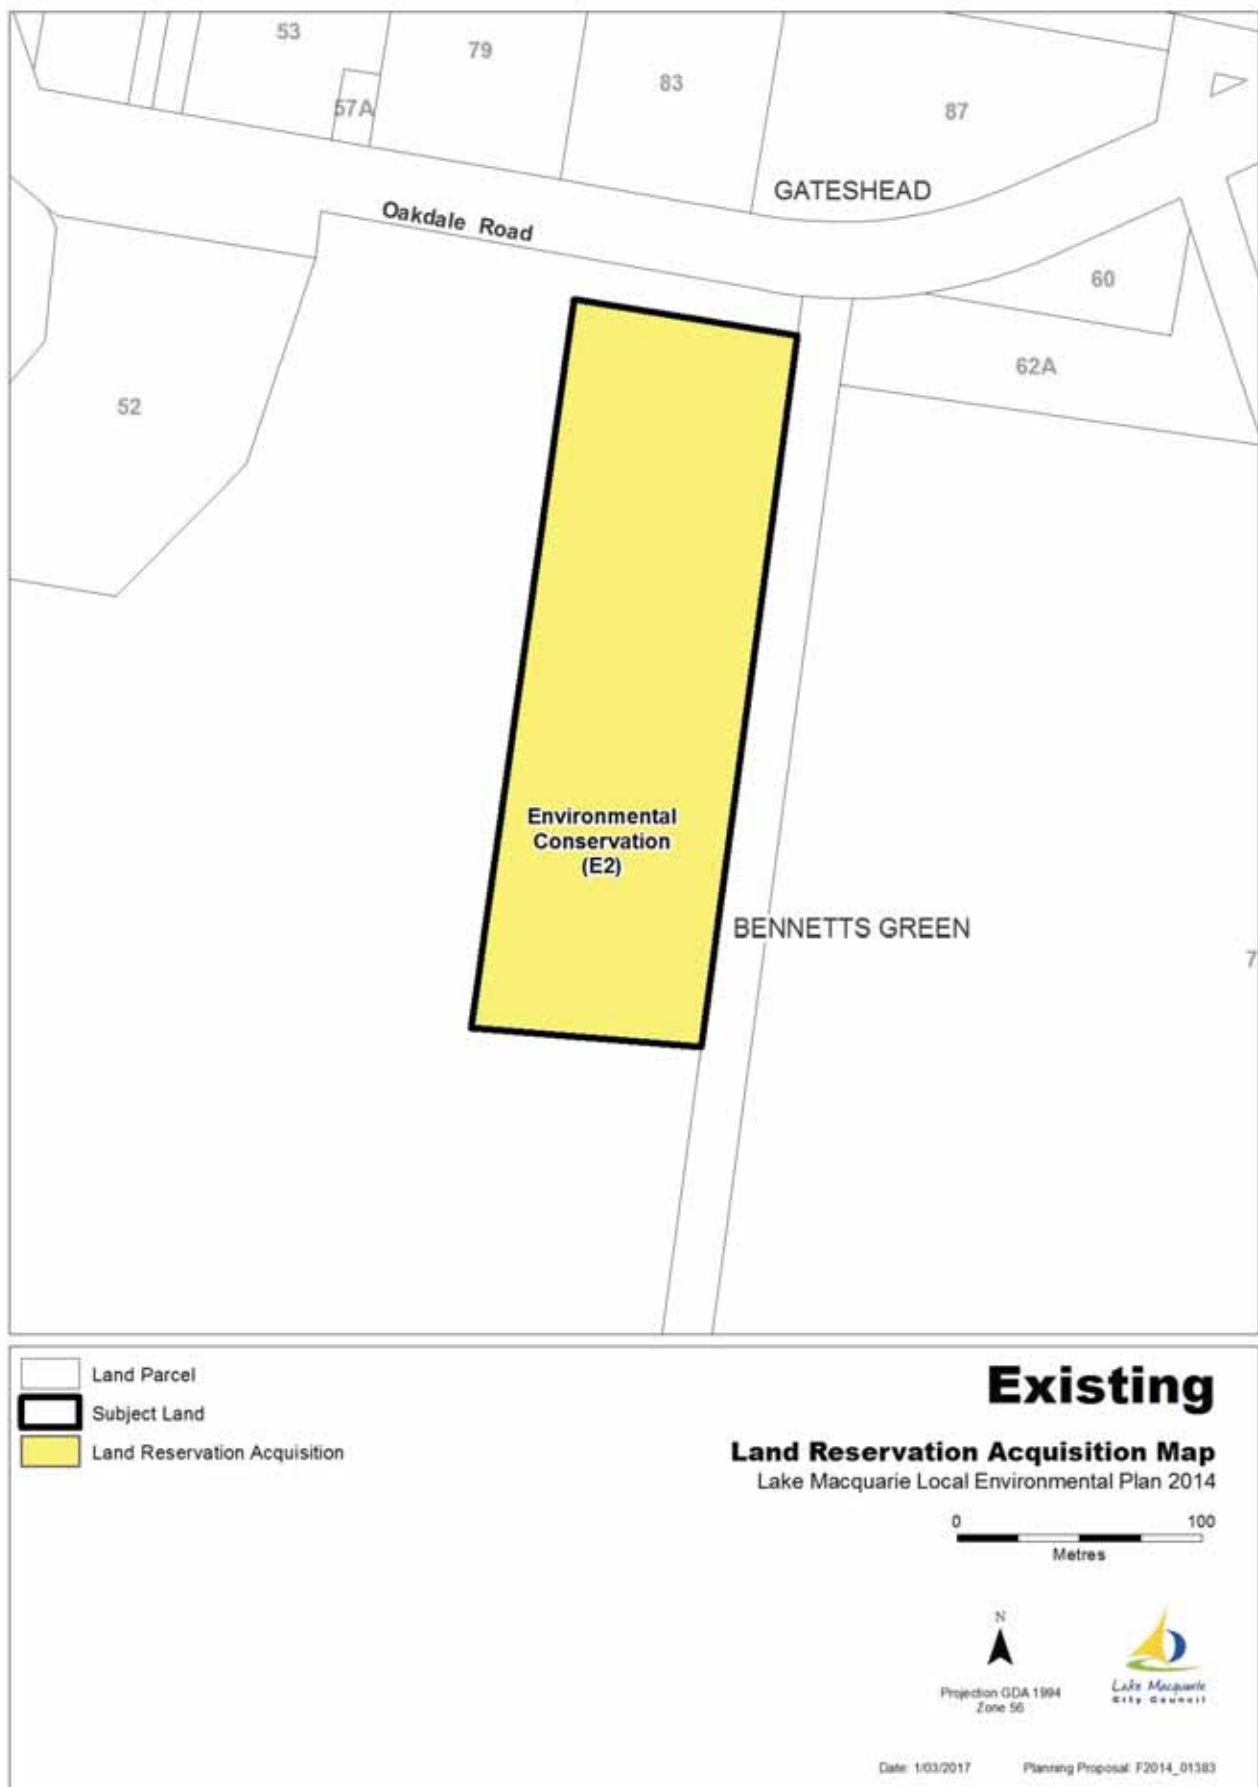 53
79
83
57A
87
GATESHEAD
Oakdale Road
60
62A
52
Environmental
Conservation
(E2)
BENNETTS GREEN
7
Land Parcel
Subject Land
Land Reservation Acquisition
Existing
Land Reservation Acquisition Map
Lake Macquarie Local Environmental Plan 2014
0 100
Metres
N
Projection GDA 1994
Zone 56
Lake Macquarie
City Council
Date: 1/03/2017 Planning Proposal: F2014_01383